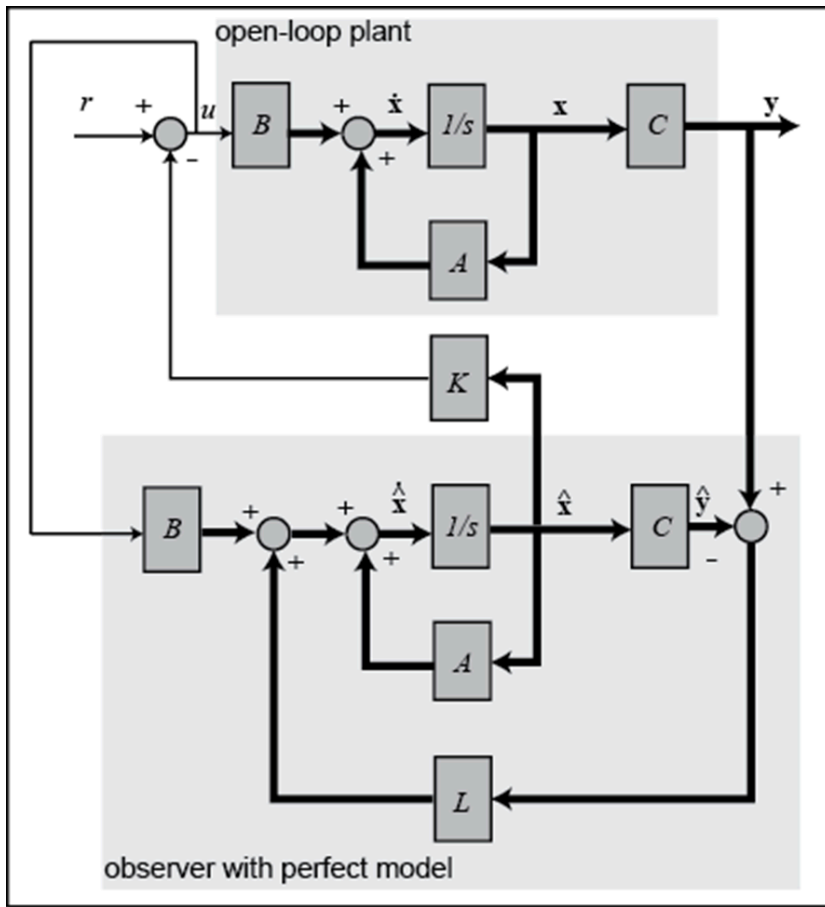 open-loop plant
r + u B + ẋ 1/s x C y
- +
A
K
B + + x̂̇ 1/s x̂ C ŷ +
+ + -
A
L
observer with perfect model